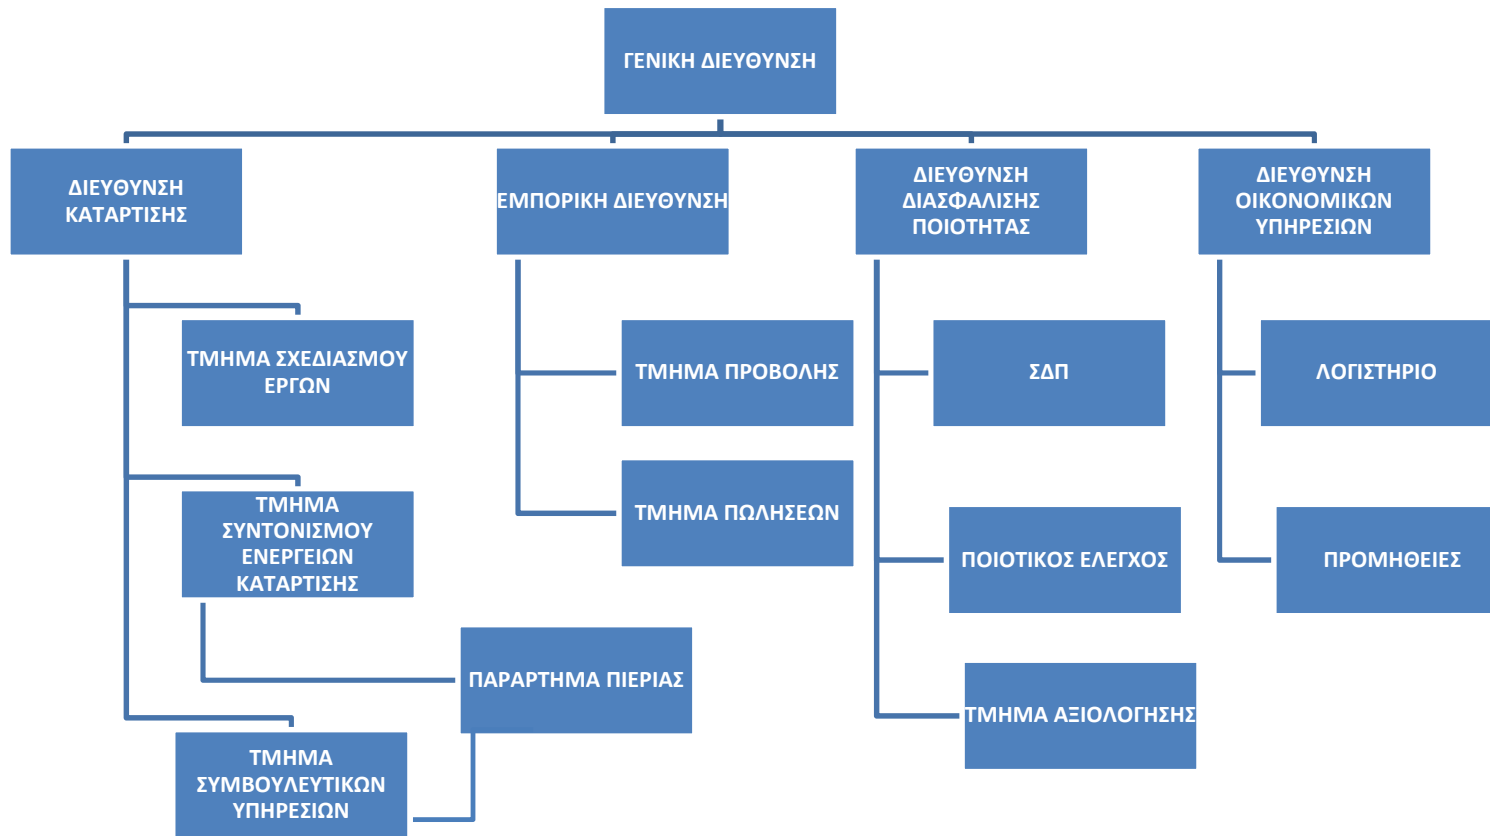 ΓΕΝΙΚΗ ΔΙΕΥΘΥΝΣΗ
ΔΙΕΥΘΥΝΣΗ
ΚΑΤΑΡΤΙΣΗΣ
ΕΜΠΟΡΙΚΗ ΔΙΕΥΘΥΝΣΗ
ΔΙΕΥΘΥΝΣΗ
ΔΙΑΣΦΑΛΙΣΗΣ
ΠΟΙΟΤΗΤΑΣ
ΔΙΕΥΘΥΝΣΗ
ΟΙΚΟΝΟΜΙΚΩΝ
ΥΠΗΡΕΣΙΩΝ
ΤΜΗΜΑ ΣΧΕΔΙΑΣΜΟΥ
ΕΡΓΩΝ
ΤΜΗΜΑ ΠΡΟΒΟΛΗΣ
ΣΔΠ
ΛΟΓΙΣΤΗΡΙΟ
ΤΜΗΜΑ
ΣΥΝΤΟΝΙΣΜΟΥ
ΕΝΕΡΓΕΙΩΝ
ΚΑΤΑΡΤΙΣΗΣ
ΤΜΗΜΑ ΠΩΛΗΣΕΩΝ
ΠΟΙΟΤΙΚΟΣ ΕΛΕΓΧΟΣ
ΠΡΟΜΗΘΕΙΕΣ
ΠΑΡΑΡΤΗΜΑ ΠΙΕΡΙΑΣ
ΤΜΗΜΑ ΑΞΙΟΛΟΓΗΣΗΣ
ΤΜΗΜΑ
ΣΥΜΒΟΥΛΕΥΤΙΚΩΝ
ΥΠΗΡΕΣΙΩΝ